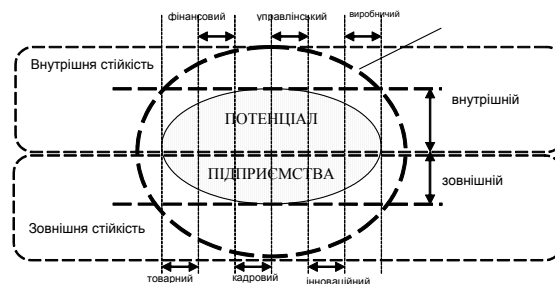 фінансовий управлінський виробничий
Внутрішня стійкість
внутрішній
ПОТЕНЦІАЛ
ПІДПРИЄМСТВА
зовнішній
Зовнішня стійкість
товарний кадровий інноваційний